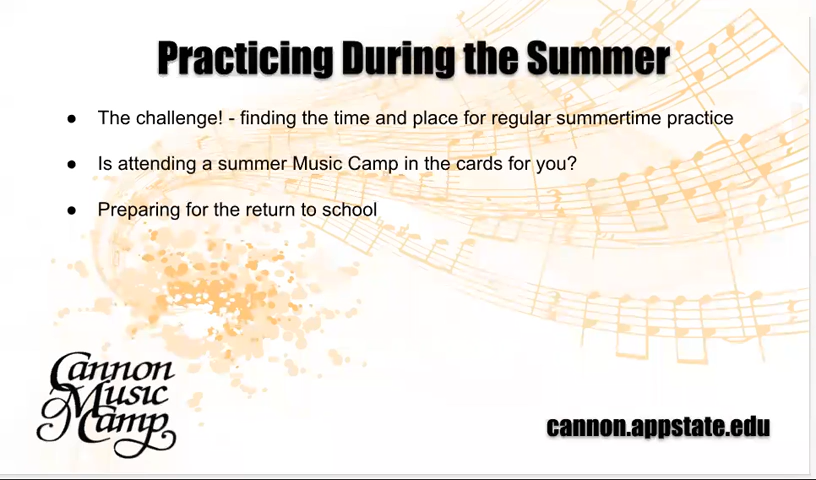 Practicing During the Summer
● The challenge! - finding the time and place for regular summertime practice
● Is attending a summer Music Camp in the cards for you?
● Preparing for the return to school
Cannon
Music
Camp
cannon.appstate.edu